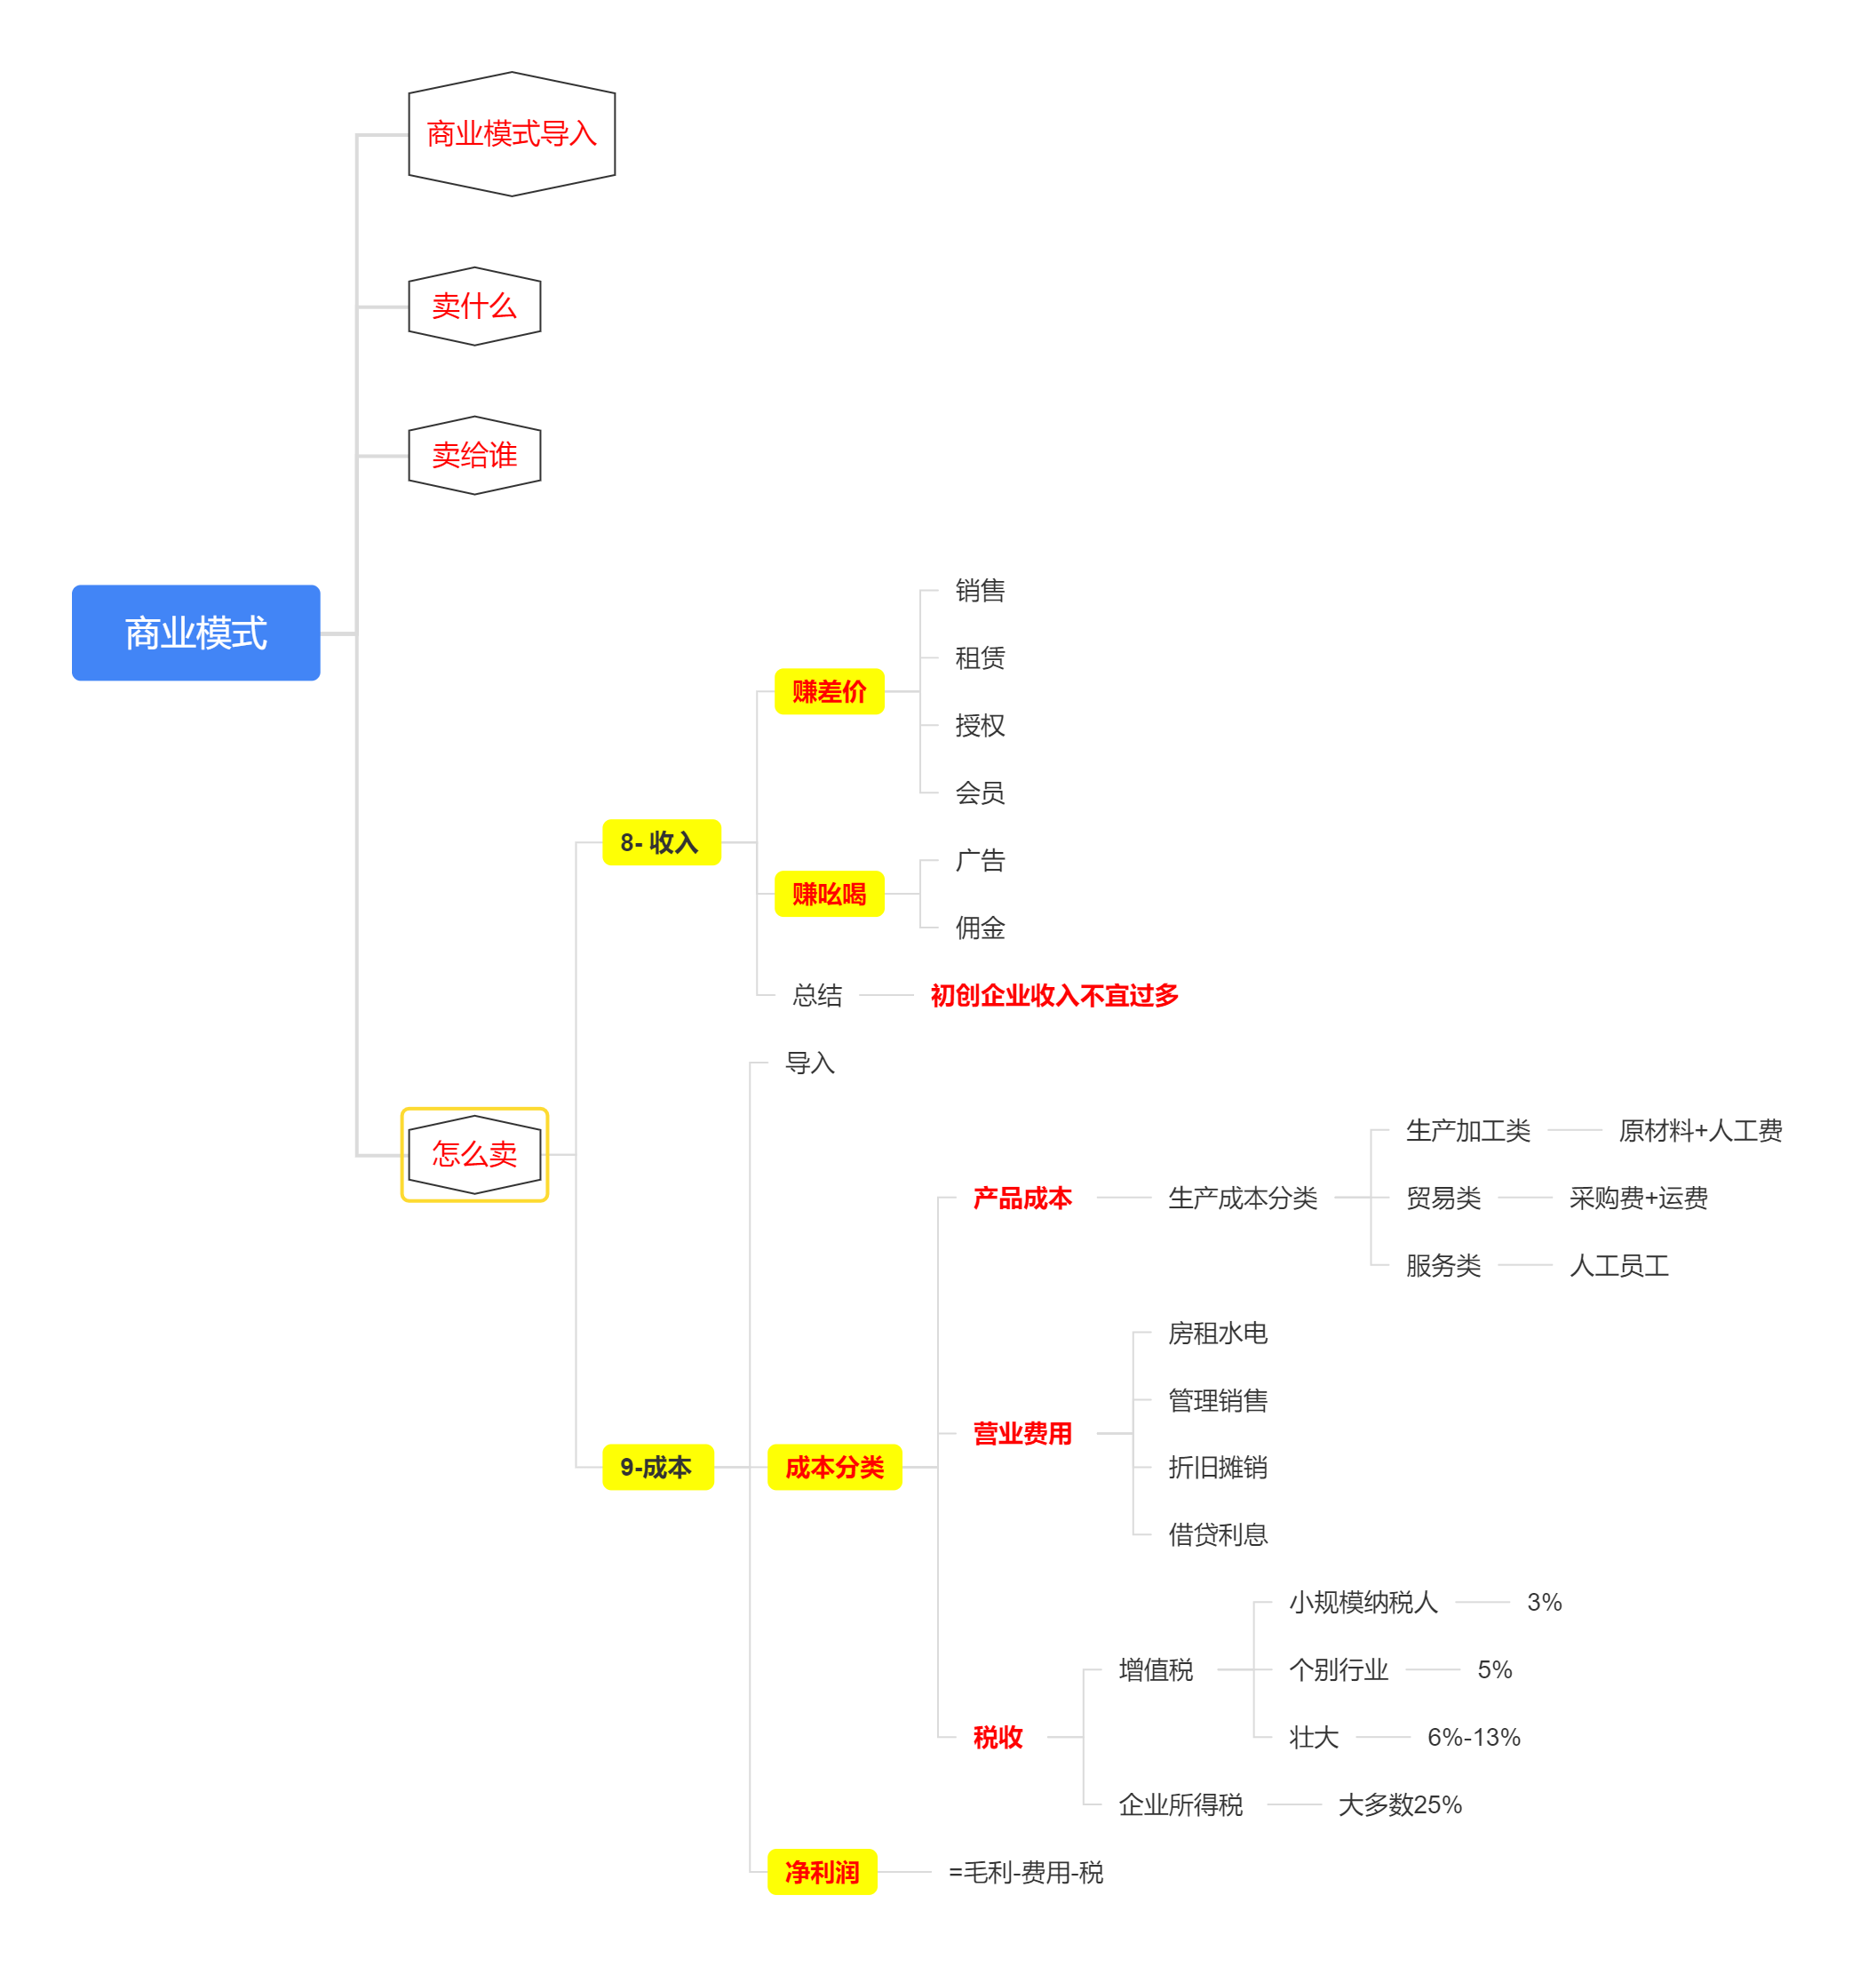 商业模式
商业模式导入
卖什么
卖给谁
怎么卖
8- 收入
赚差价
销售
租赁
授权
会员
赚吆喝
广告
佣金
总结
初创企业收入不宜过多
9-成本
导入
成本分类
产品成本
生产成本分类
生产加工类
原材料+人工费
贸易类
采购费+运费
服务类
人工员工
营业费用
房租水电
管理销售
折旧摊销
借贷利息
税收
增值税
小规模纳税人
3%
个别行业
5%
壮大
6%-13%
企业所得税
大多数25%
净利润
=毛利-费用-税